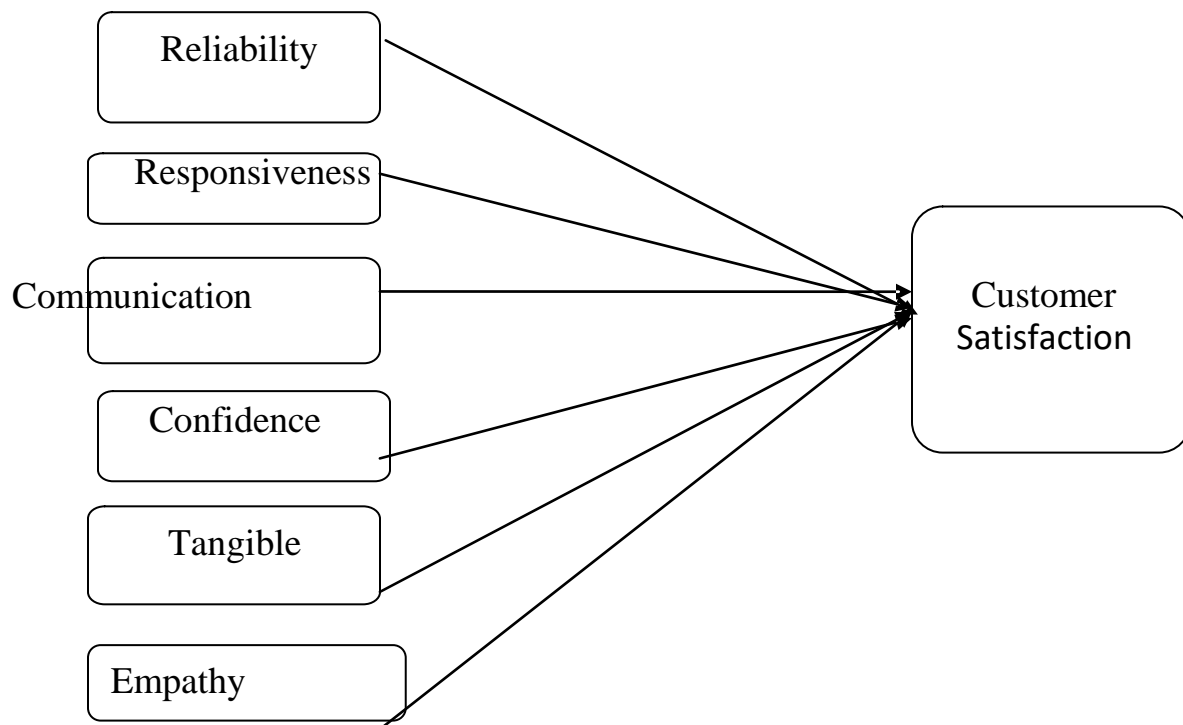 Reliability
Responsiveness
Communication
Confidence
Tangible
Empathy
Customer
Satisfaction